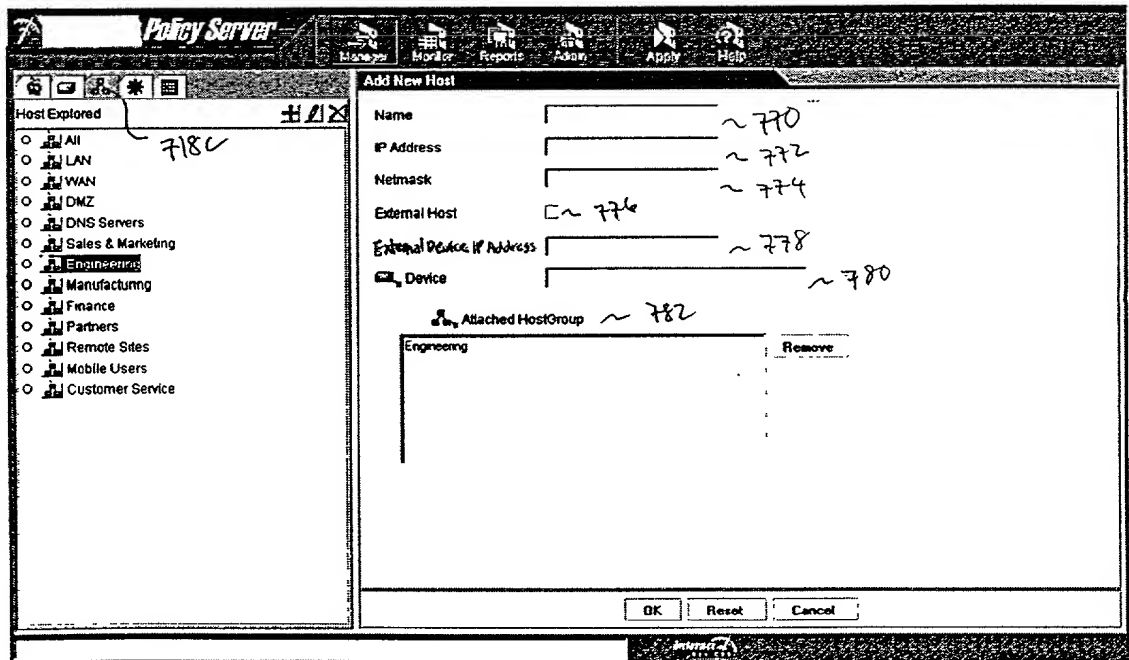 Policy Server
Manager Monitor Reports Admin Apply Help
Host Explored
718C
All
LAN
WAN
DMZ
DNS Servers
Sales & Marketing
Engineering
Manufacturing
Finance
Partners
Remote Sites
Mobile Users
Customer Service
Add New Host
Name ~ 770
IP Address ~ 772
Netmask ~ 774
External Host ~ 776
External Device IP Address ~ 778
Device ~ 780
Attached HostGroup ~ 782
Engineering
Remove
OK Reset Cancel